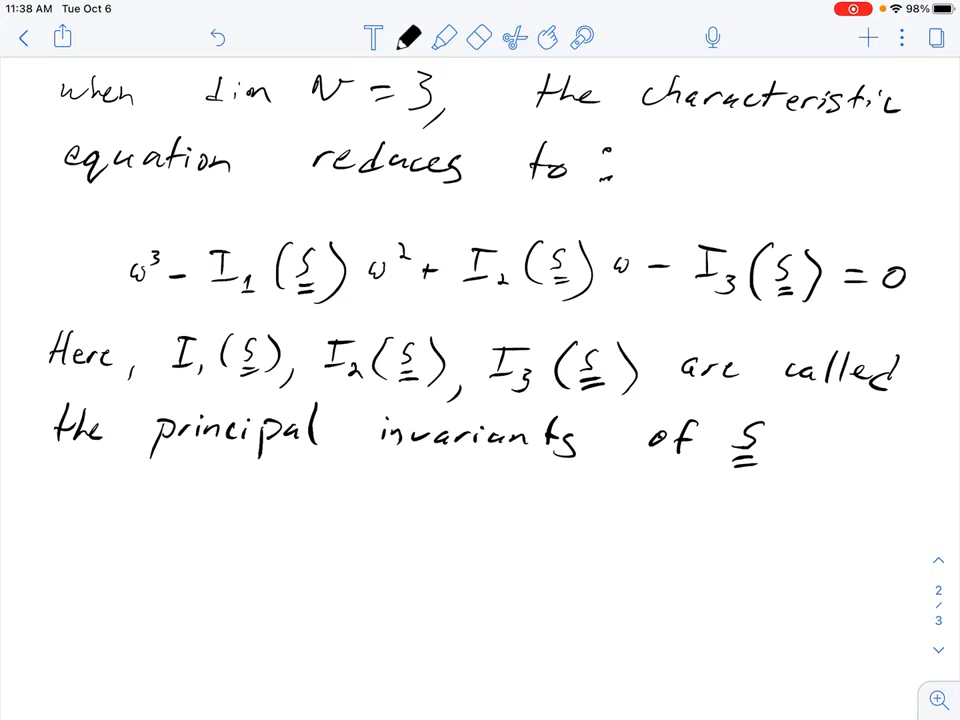 11:38 AM Tue Oct 6 98%
T
when dim V = 3, the characteristic
equation reduces to :
ω³ - I₁(S̳) ω² + I₂(S̳) ω - I₃(S̳) = 0
Here, I₁(S̳), I₂(S̳), I₃(S̳) are called
the principal invariants of S̳
2
/
3